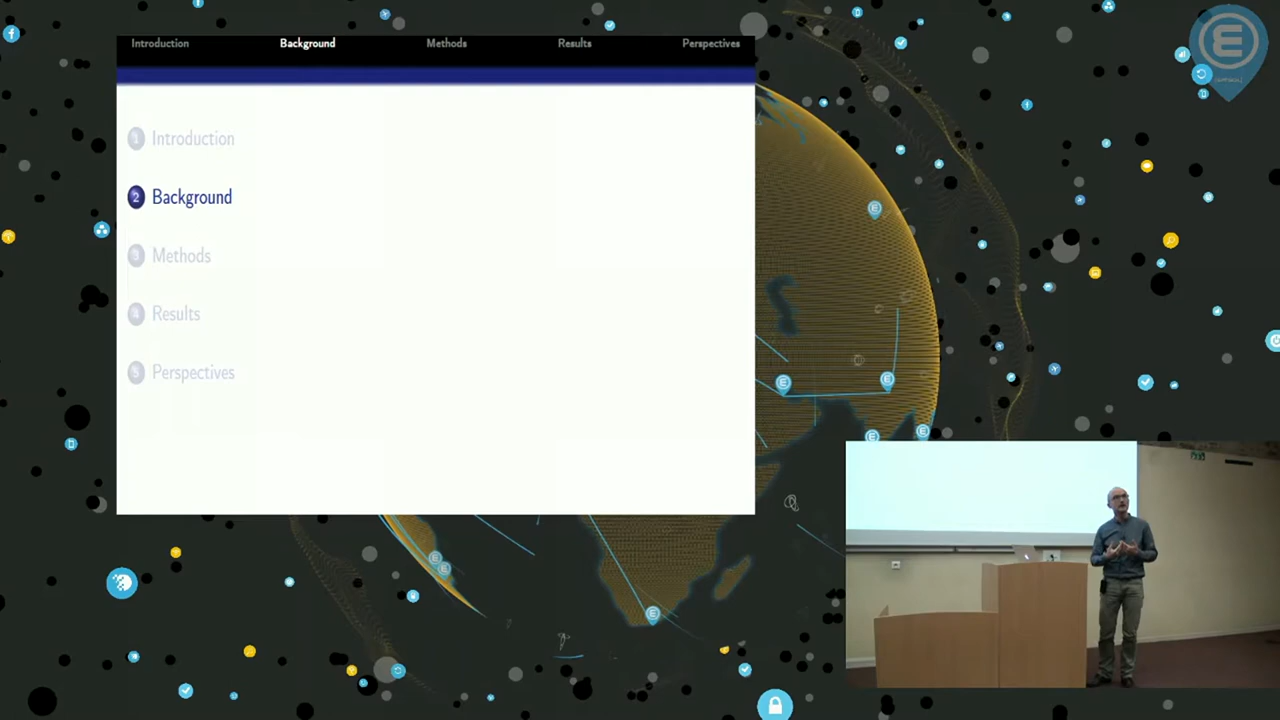 Introduction Background Methods Results Perspectives
1 Introduction
2 Background
3 Methods
4 Results
5 Perspectives